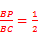 BP/BC = 1/2